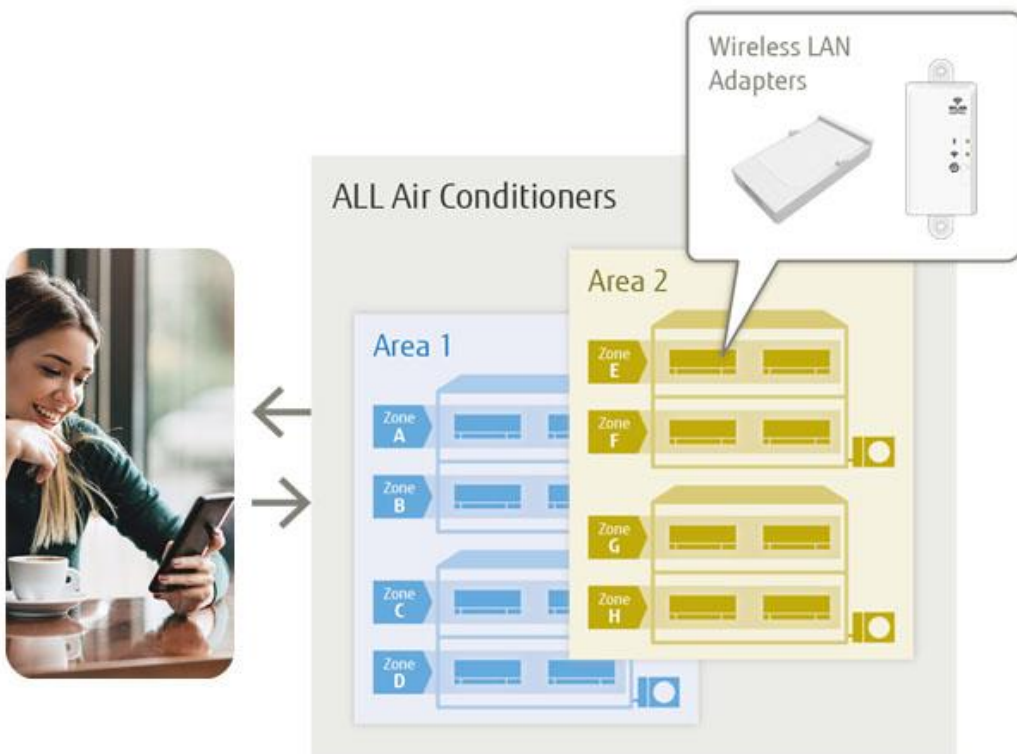 Wireless LAN
Adapters
ALL Air Conditioners
Area 2
Area 1
Zone
E
Zone
A
Zone
F
Zone
B
Zone
G
Zone
C
Zone
H
Zone
D